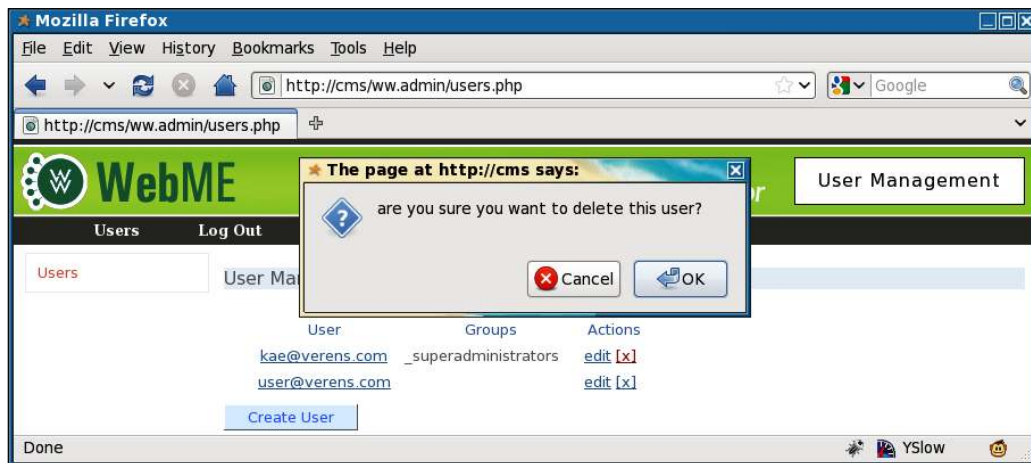 Mozilla Firefox
File Edit View History Bookmarks Tools Help
http://cms/ww.admin/users.php
Google
http://cms/ww.admin/users.php
W WebME
The page at http://cms says:
User Management
are you sure you want to delete this user?
Users Log Out
Cancel OK
Users
User Ma
User Groups Actions
kae@verens.com _superadministrators edit [x]
user@verens.com edit [x]
Create User
Done YSlow